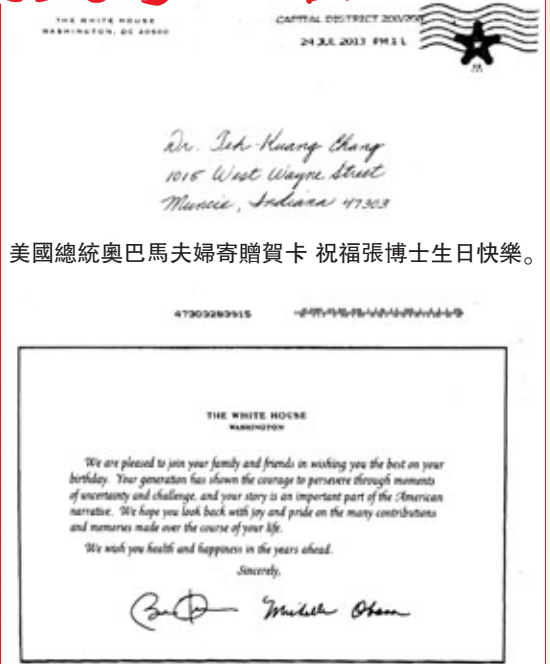 THE WHITE HOUSE
WASHINGTON, DC 20500
CAPITAL DISTRICT
24 JUL 2013 PM 1 L
Dr. Teh-Kuang Chang
1015 West Wayne Street
Muncie, Indiana 47303
美國總統奧巴馬夫婦寄贈賀卡 祝福張博士生日快樂。
47303283915
THE WHITE HOUSE
WASHINGTON
We are pleased to join your family and friends in wishing you the best on your
birthday. Your generation has shown the courage to persevere through moments
of uncertainty and challenge, and your story is an important part of the American
narrative. We hope you look back with joy and pride on the many contributions
and memories made over the course of your life.
We wish you health and happiness in the years ahead.
Sincerely,
Michelle Obama